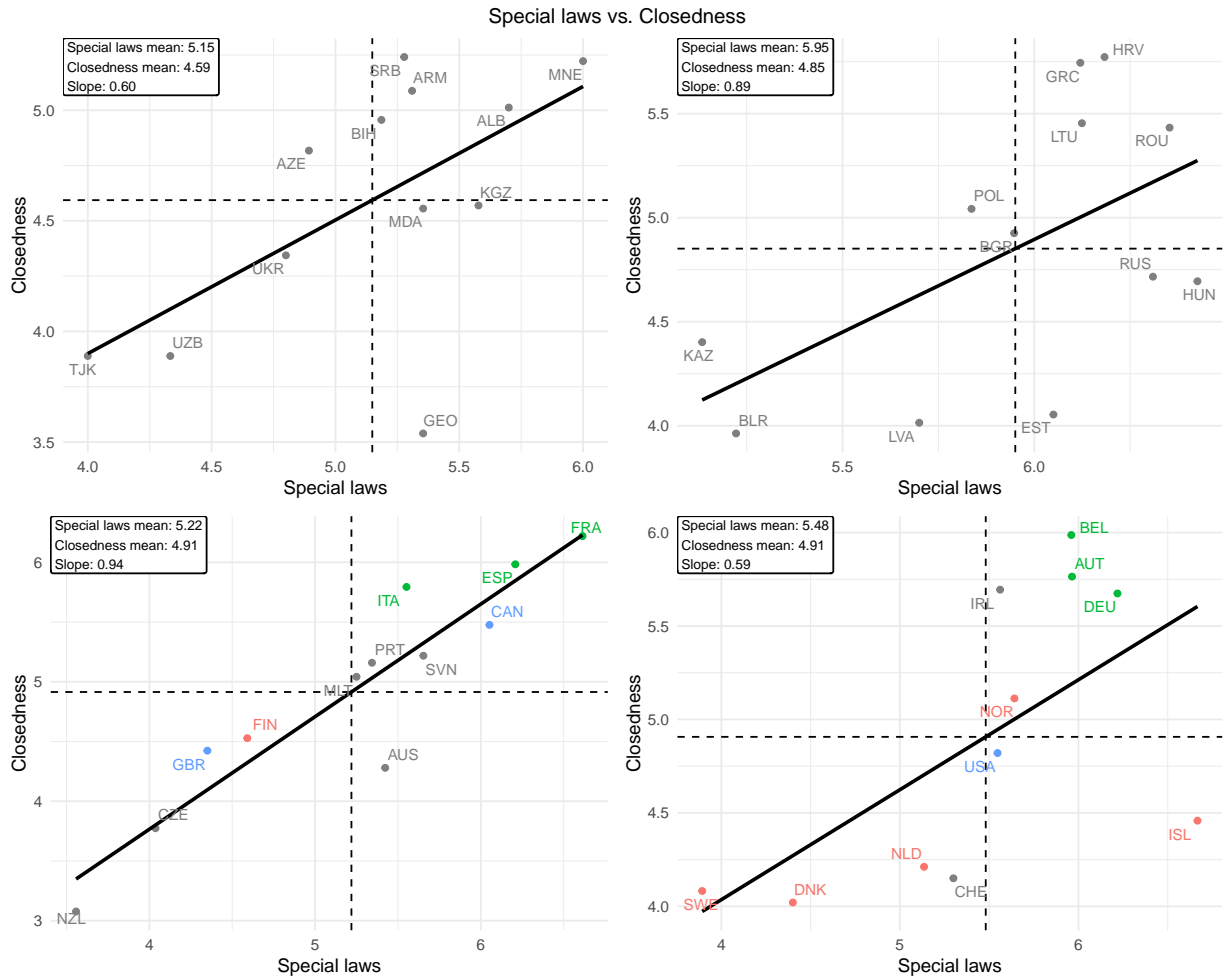 Special laws vs. Closedness
Special laws mean: 5.15
Closedness mean: 4.59
Slope: 0.60
SRB
ARM
MNE
BIH
ALB
AZE
KGZ
MDA
UKR
UZB
TJK
GEO
5.0
4.5
4.0
3.5
Closedness
4.0 4.5 5.0 5.5 6.0
Special laws
Special laws mean: 5.95
Closedness mean: 4.85
Slope: 0.89
HRV
GRC
LTU
ROU
POL
BGR
RUS
HUN
KAZ
BLR
LVA
EST
5.5
5.0
4.5
4.0
Closedness
5.5 6.0
Special laws
Special laws mean: 5.22
Closedness mean: 4.91
Slope: 0.94
FRA
ESP
ITA
CAN
PRT
SVN
MLT
FIN
GBR
AUS
CZE
NZL
6
5
4
3
Closedness
4 5 6
Special laws
Special laws mean: 5.48
Closedness mean: 4.91
Slope: 0.59
BEL
AUT
IRL
DEU
NOR
USA
ISL
NLD
CHE
DNK
SWE
6.0
5.5
5.0
4.5
4.0
Closedness
4 5 6
Special laws